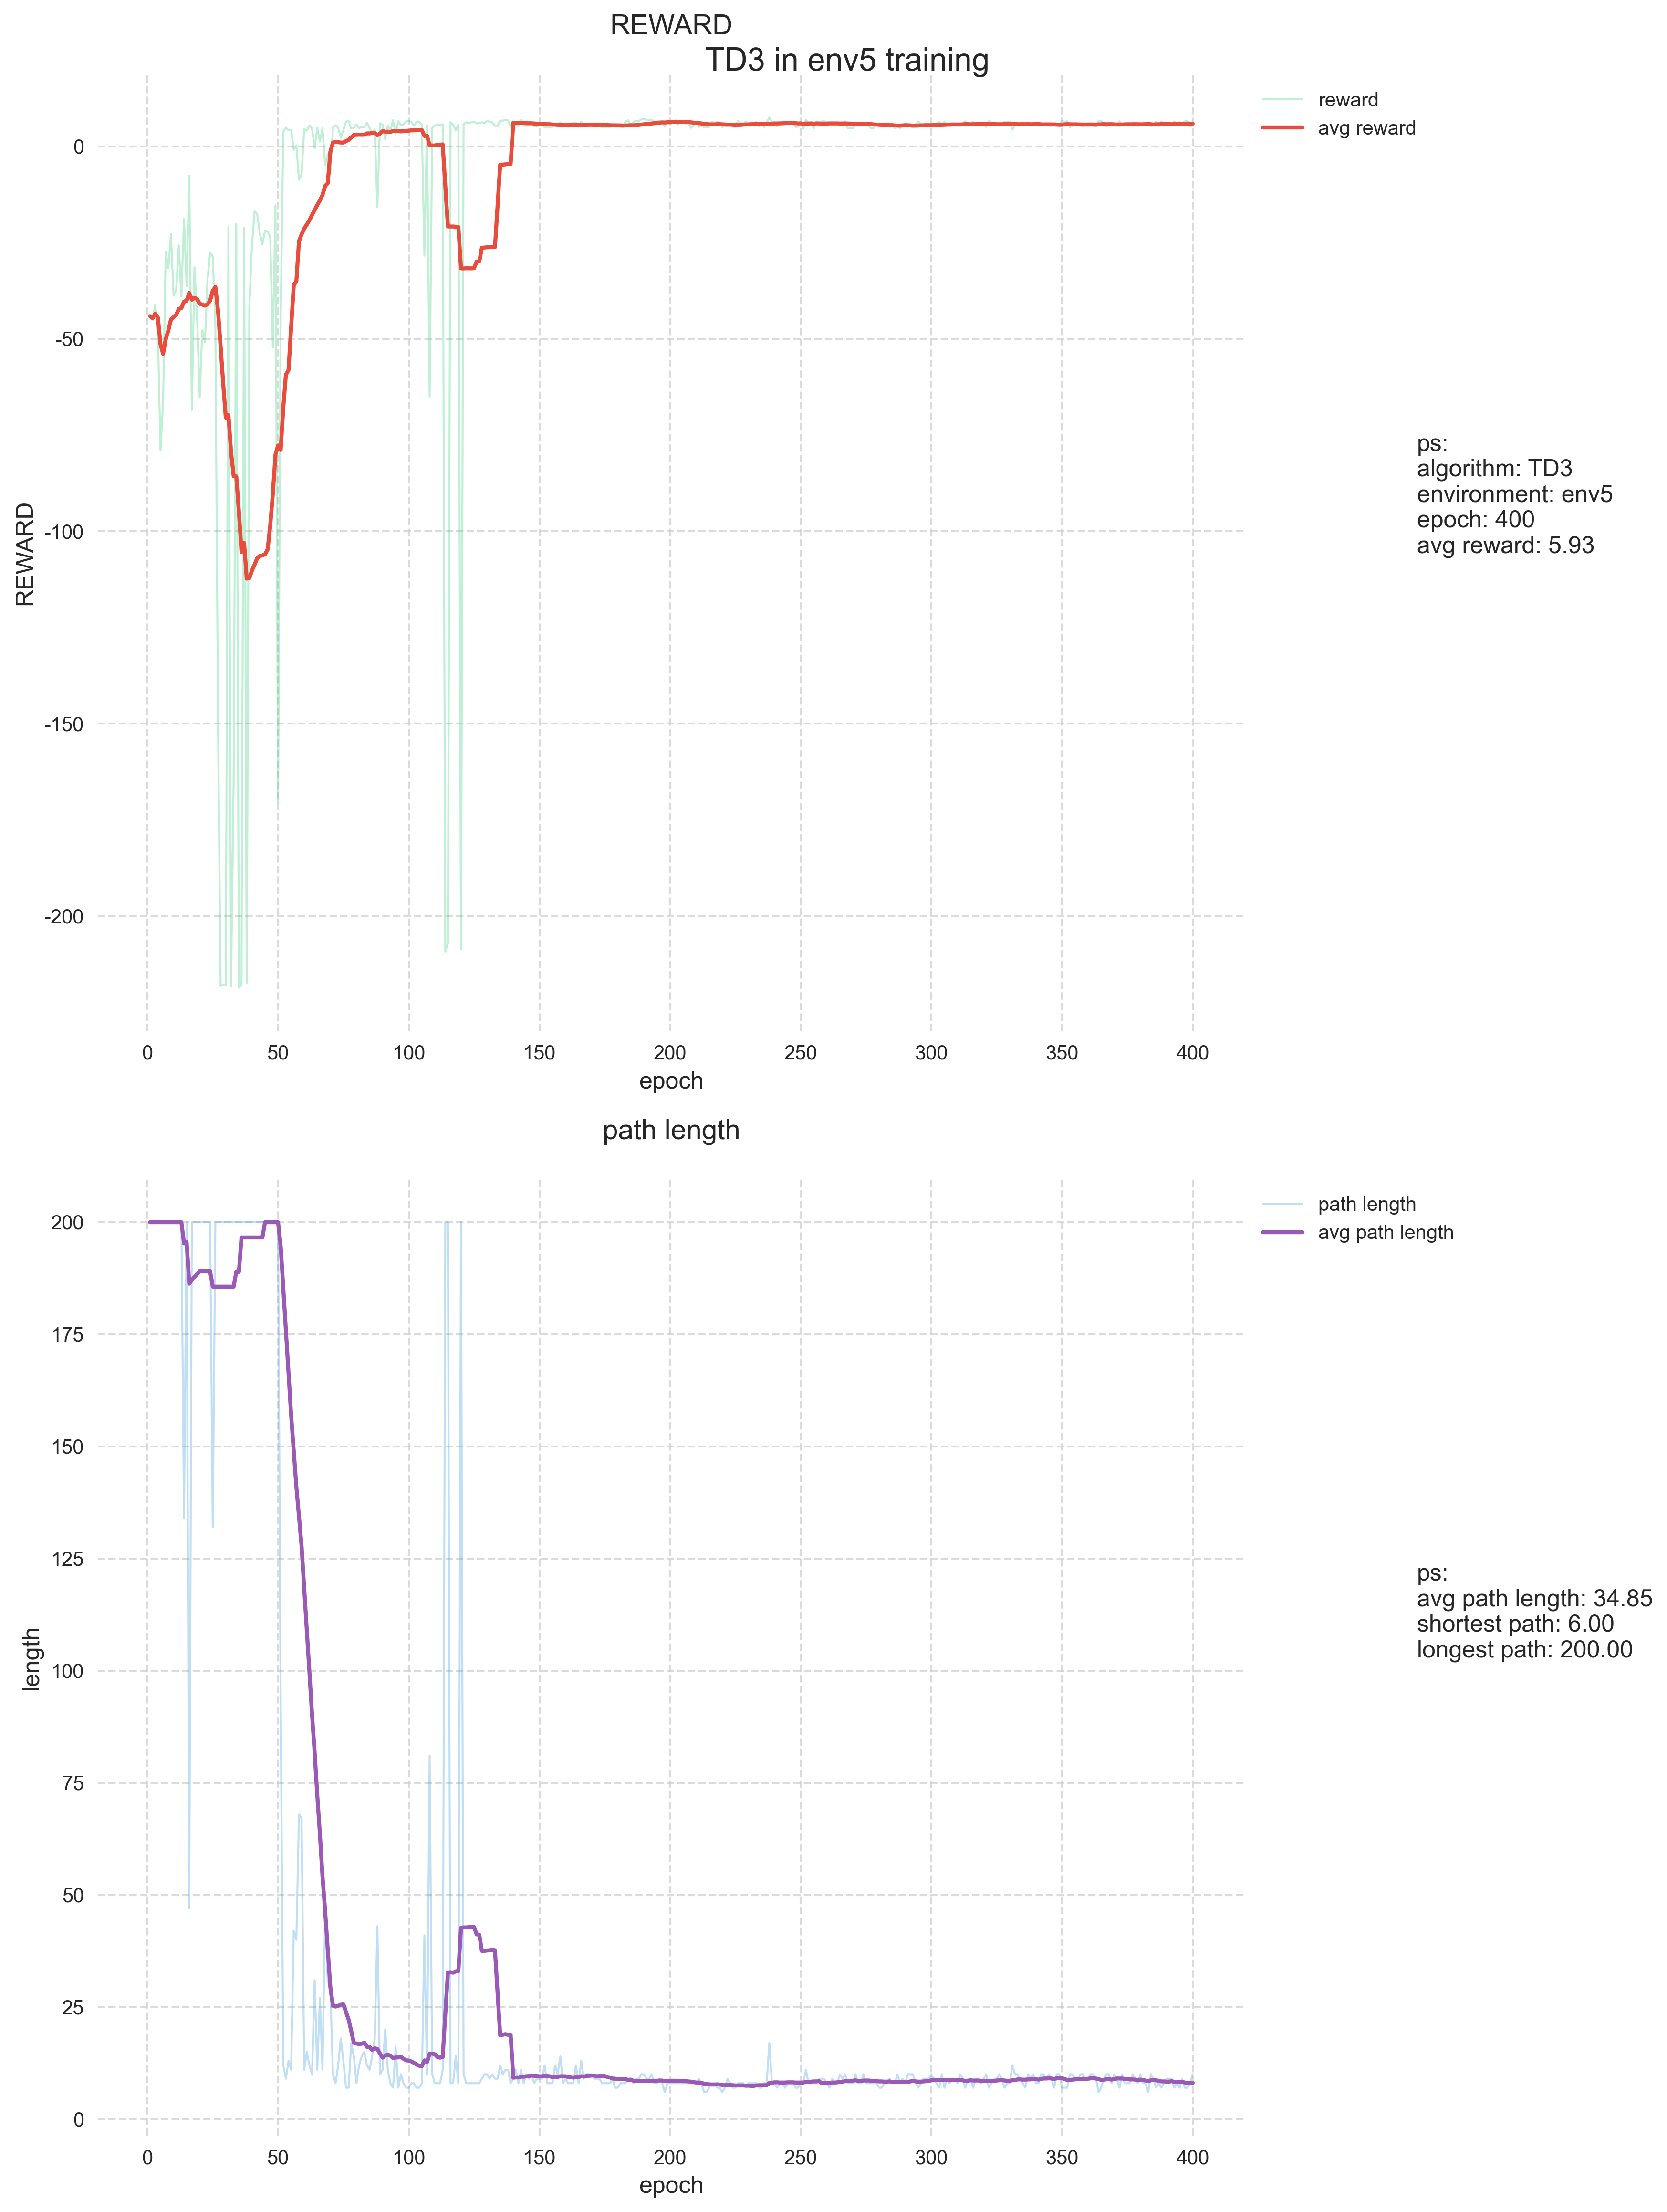 REWARD
TD3 in env5 training
reward
avg reward
0
-50
-100
-150
-200
REWARD
ps:
algorithm: TD3
environment: env5
epoch: 400
avg reward: 5.93
0 50 100 150 200 250 300 350 400
epoch
path length
path length
avg path length
200
175
150
125
100
75
50
25
0
length
ps:
avg path length: 34.85
shortest path: 6.00
longest path: 200.00
0 50 100 150 200 250 300 350 400
epoch